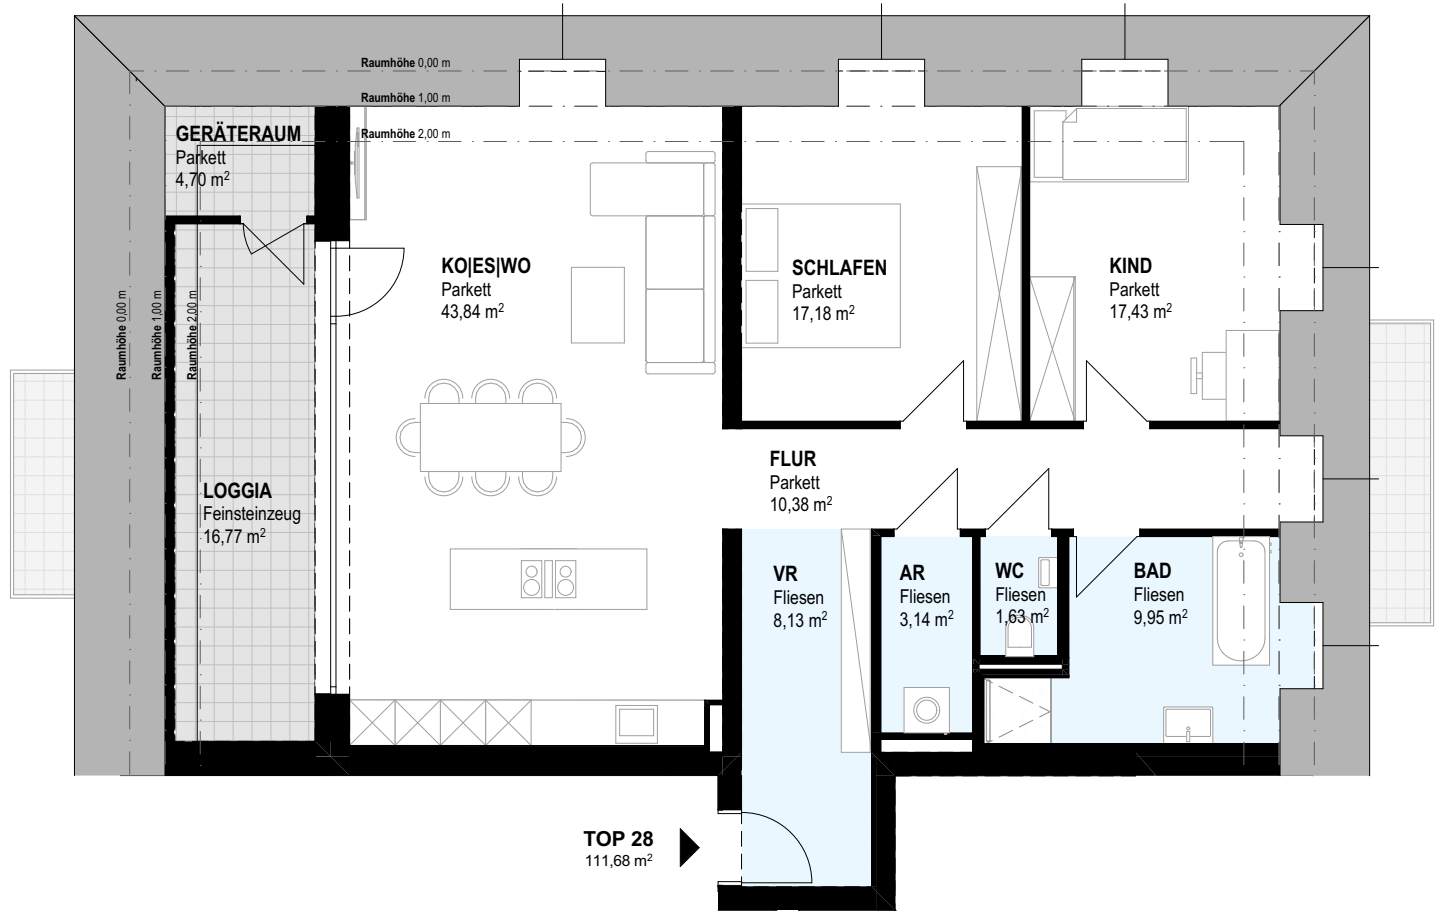 Raumhöhe 0,00 m
Raumhöhe 1,00 m
Raumhöhe 2,00 m
GERÄTERAUM
Parkett
4,70 m²
KO|ES|WO
Parkett
43,84 m²
SCHLAFEN
Parkett
17,18 m²
KIND
Parkett
17,43 m²
Raumhöhe 0,00 m
Raumhöhe 1,00 m
Raumhöhe 2,00 m
LOGGIA
Feinsteinzeug
16,77 m²
FLUR
Parkett
10,38 m²
VR
Fliesen
8,13 m²
AR
Fliesen
3,14 m²
WC
Fliesen
1,63 m²
BAD
Fliesen
9,95 m²
TOP 28
111,68 m²